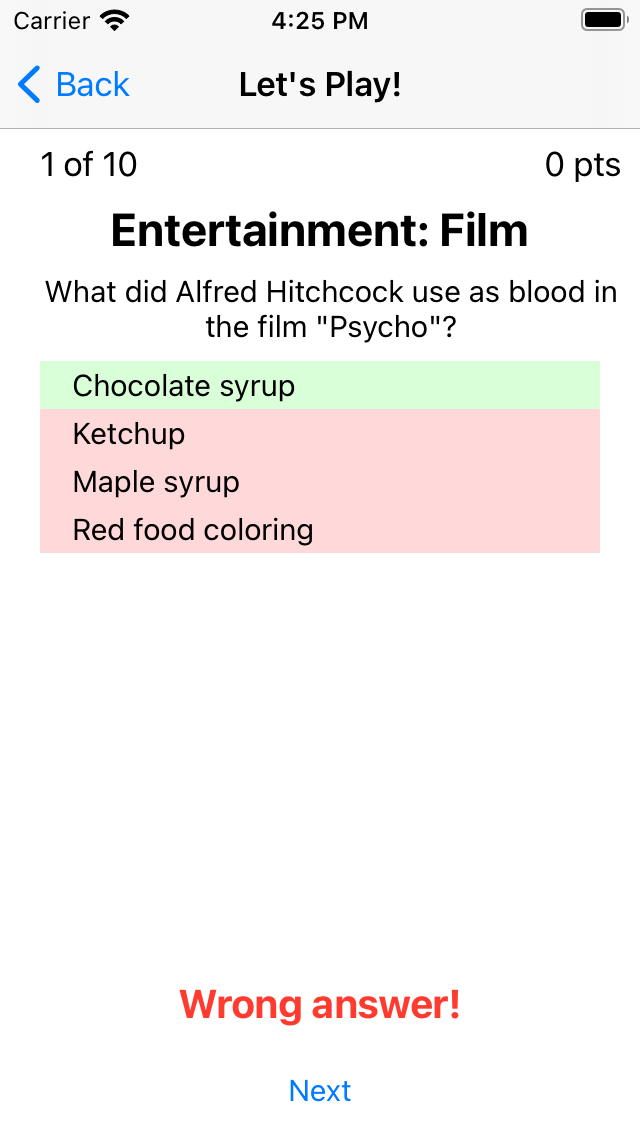 Carrier 4:25 PM
Back Let's Play!
1 of 10 0 pts
Entertainment: Film
What did Alfred Hitchcock use as blood in
the film "Psycho"?
Chocolate syrup
Ketchup
Maple syrup
Red food coloring
Wrong answer!
Next